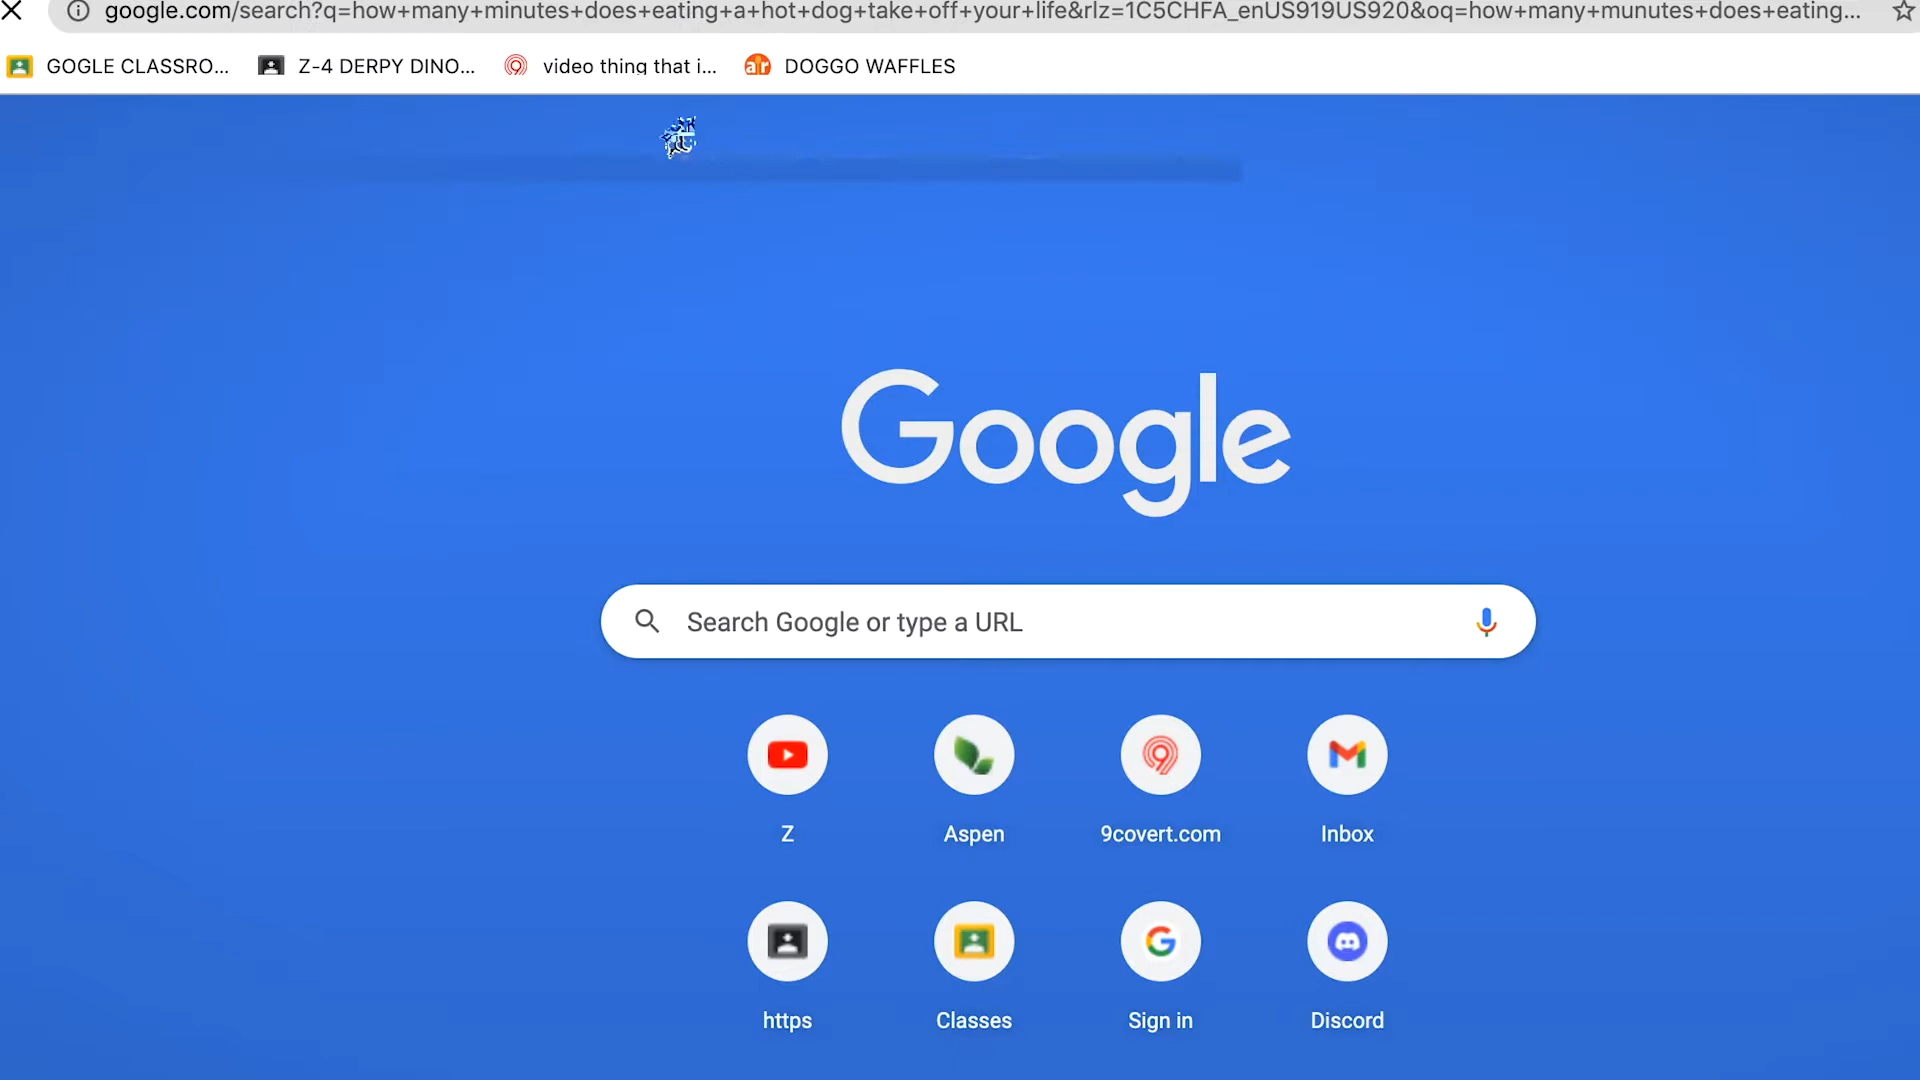 google.com/search?q=how+many+minutes+does+eating+a+hot+dog+take+off+your+life&rlz=1C5CHFA_enUS919US920&oq=how+many+munutes+does+eating...
GOGLE CLASSRO... Z-4 DERPY DINO... video thing that i... DOGGO WAFFLES
Google
Search Google or type a URL
Z Aspen 9covert.com Inbox
https Classes Sign in Discord